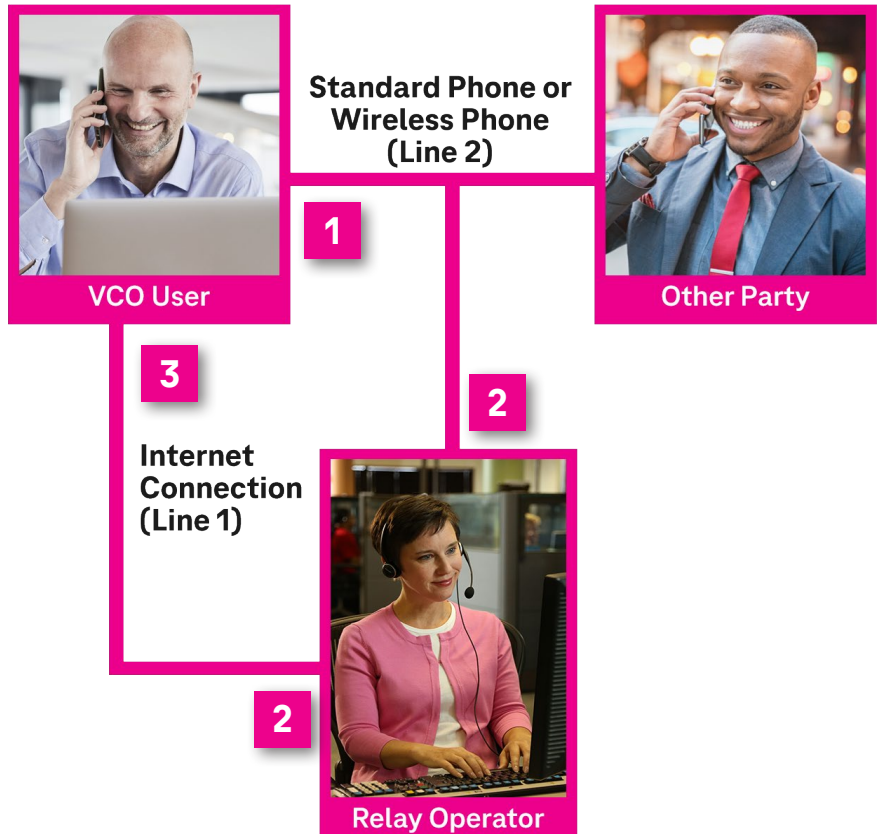 Standard Phone or
Wireless Phone
(Line 2)
1
VCO User
Other Party
3
2
Internet
Connection
(Line 1)
2
Relay Operator